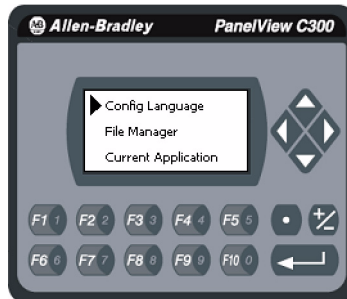 AB Allen-Bradley PanelView C300
Config Language
File Manager
Current Application
F1 1 F2 2 F3 3 F4 4 F5 5 • +/-
F6 6 F7 7 F8 8 F9 9 F10 0